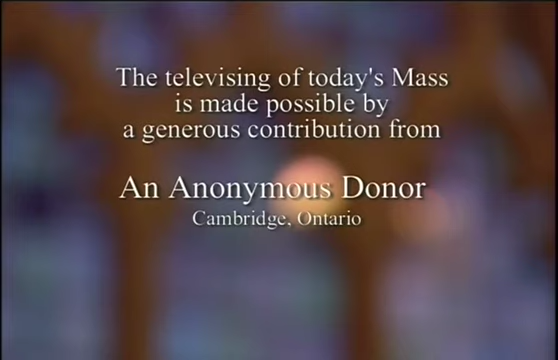 The televising of today's Mass
is made possible by
a generous contribution from
An Anonymous Donor
Cambridge, Ontario